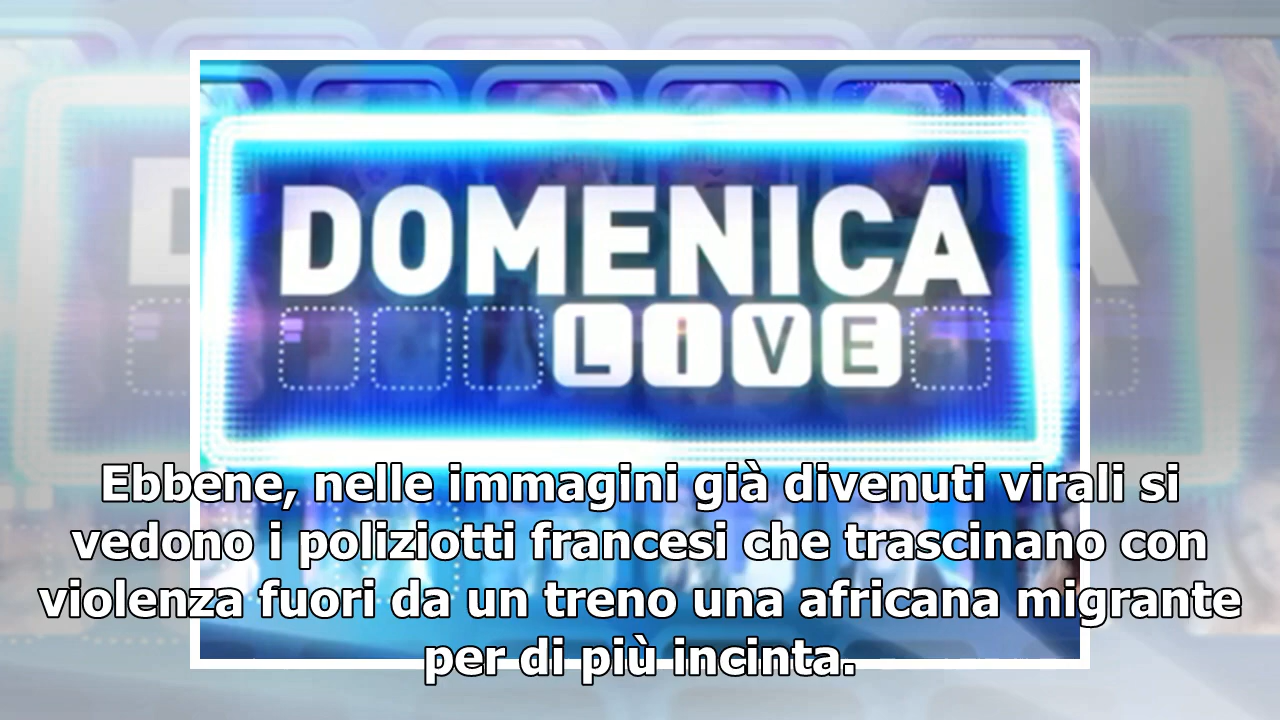 DOMENICA
LiVE
Ebbene, nelle immagini già divenuti virali si
vedono i poliziotti francesi che trascinano con
violenza fuori da un treno una africana migrante
per di più incinta.